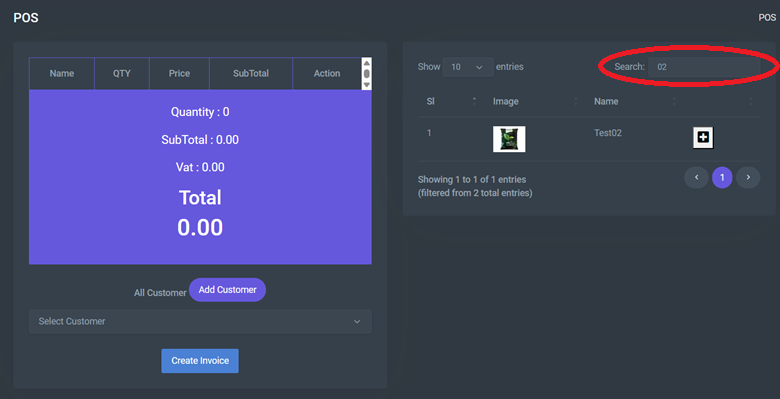 POS
POS
Name QTY Price SubTotal Action
Quantity : 0
SubTotal : 0.00
Vat : 0.00
Total
0.00
All Customer Add Customer
Select Customer
Create Invoice
Show 10 entries Search: 02
Sl Image Name
1 Test02
Showing 1 to 1 of 1 entries
(filtered from 2 total entries)
‹ 1 ›